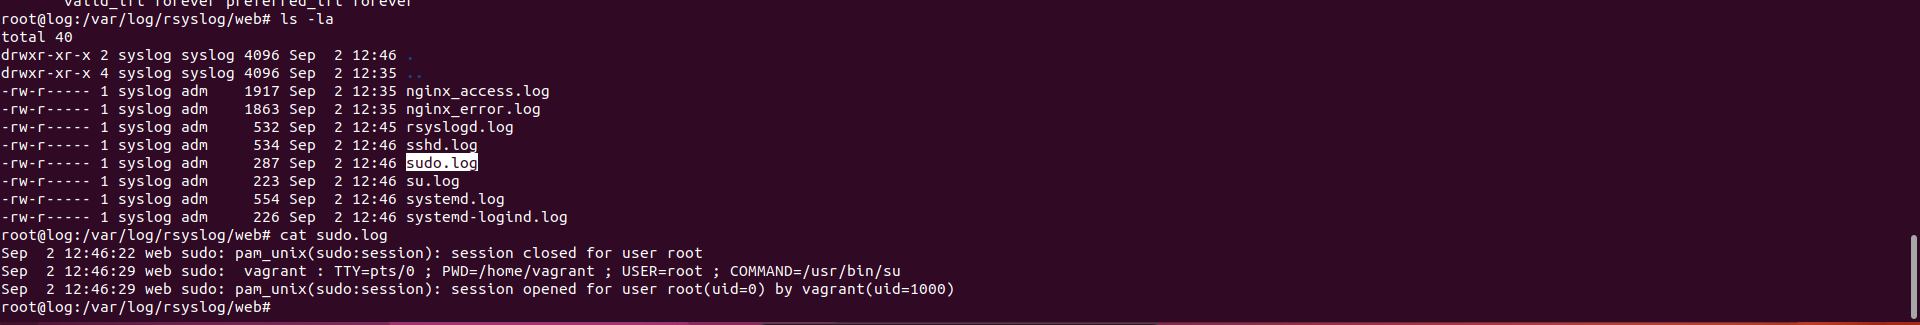 valid_lft forever preferred_lft forever
root@log:/var/log/rsyslog/web# ls -la
total 40
drwxr-xr-x 2 syslog syslog 4096 Sep  2 12:46 .
drwxr-xr-x 4 syslog syslog 4096 Sep  2 12:35 ..
-rw-r----- 1 syslog adm    1917 Sep  2 12:35 nginx_access.log
-rw-r----- 1 syslog adm    1863 Sep  2 12:35 nginx_error.log
-rw-r----- 1 syslog adm     532 Sep  2 12:45 rsyslogd.log
-rw-r----- 1 syslog adm     534 Sep  2 12:46 sshd.log
-rw-r----- 1 syslog adm     287 Sep  2 12:46 sudo.log
-rw-r----- 1 syslog adm     223 Sep  2 12:46 su.log
-rw-r----- 1 syslog adm     554 Sep  2 12:46 systemd.log
-rw-r----- 1 syslog adm     226 Sep  2 12:46 systemd-logind.log
root@log:/var/log/rsyslog/web# cat sudo.log
Sep  2 12:46:22 web sudo: pam_unix(sudo:session): session closed for user root
Sep  2 12:46:29 web sudo:  vagrant : TTY=pts/0 ; PWD=/home/vagrant ; USER=root ; COMMAND=/usr/bin/su
Sep  2 12:46:29 web sudo: pam_unix(sudo:session): session opened for user root(uid=0) by vagrant(uid=1000)
root@log:/var/log/rsyslog/web#